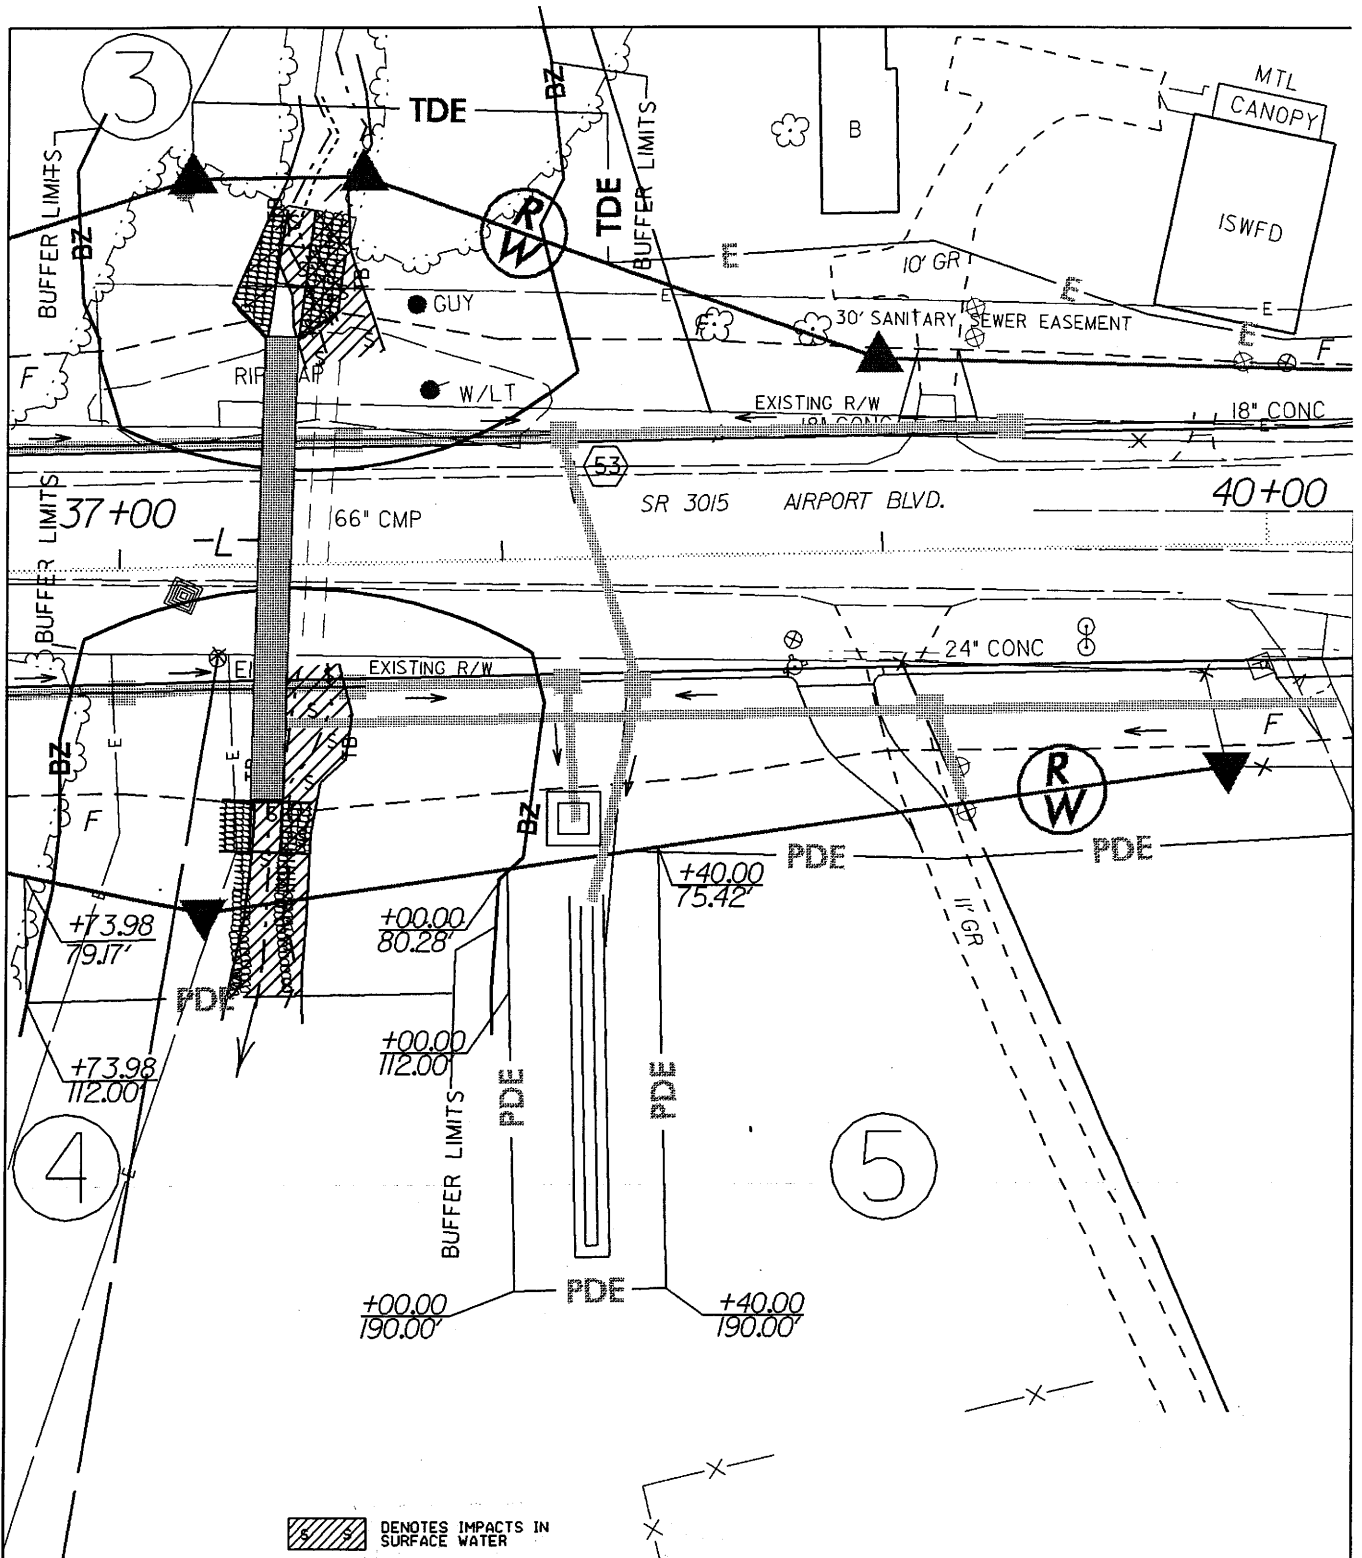 3
TDE
BZ
BUFFER LIMITS
TDE
BUFFER LIMITS
BZ
B
MTL
CANOPY
ISWFD
R
W
E
10' GR
E
E
GUY
E
E
30' SANITARY SEWER EASEMENT
E
F
F
F
W/LT
EXISTING R/W
18" CONC
18" CONC
E
53
SR 3015 AIRPORT BLVD.
37+00
40+00
-L-
66" CMP
BUFFER LIMITS
EXISTING R/W
24" CONC
E
S
E
TB
BZ
F
BZ
F
R
W
PDE
PDE
+73.98
79.17'
+00.00
80.28'
+40.00
75.42'
11' GR
PDE
+00.00
112.00'
+73.98
112.00'
PDE
PDE
BUFFER LIMITS
4
E
5
PDE
+00.00
190.00'
+40.00
190.00'
S S DENOTES IMPACTS IN
SURFACE WATER